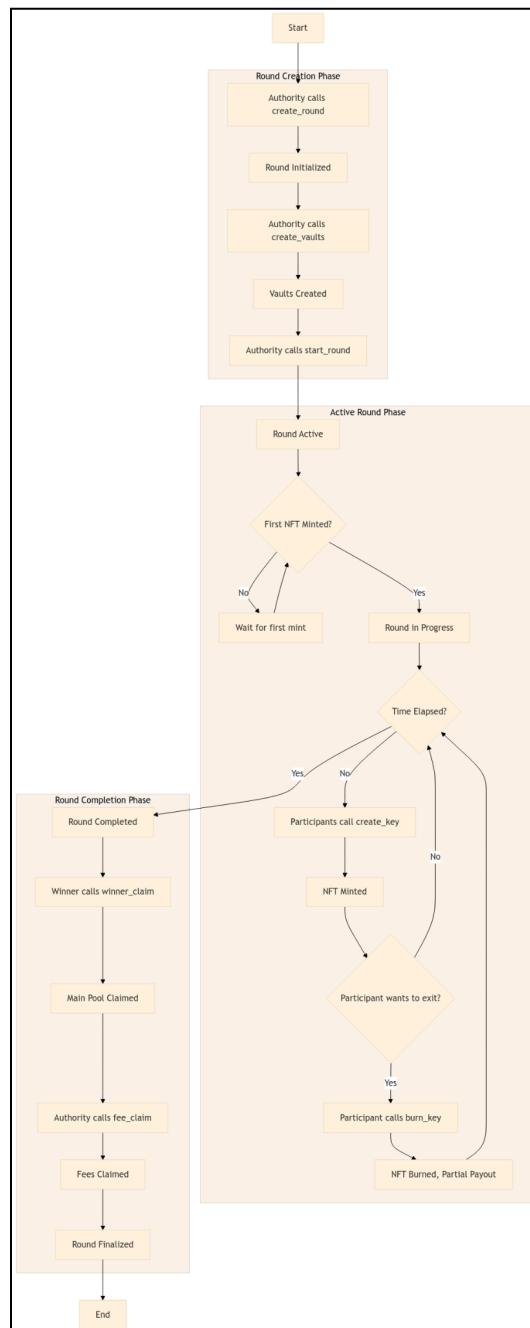 Start
Round Creation Phase
Authority calls
create_round
Round Initialized
Authority calls
create_vaults
Vaults Created
Authority calls start_round
Active Round Phase
Round Active
First NFT Minted?
No
Yes
Wait for first mint
Round in Progress
Time Elapsed?
Yes
No
Round Completion Phase
Round Completed
Participants call create_key
No
Winner calls winner_claim
NFT Minted
Main Pool Claimed
Participant wants to exit?
Yes
Authority calls fee_claim
Participant calls burn_key
Fees Claimed
NFT Burned, Partial Payout
Round Finalized
End